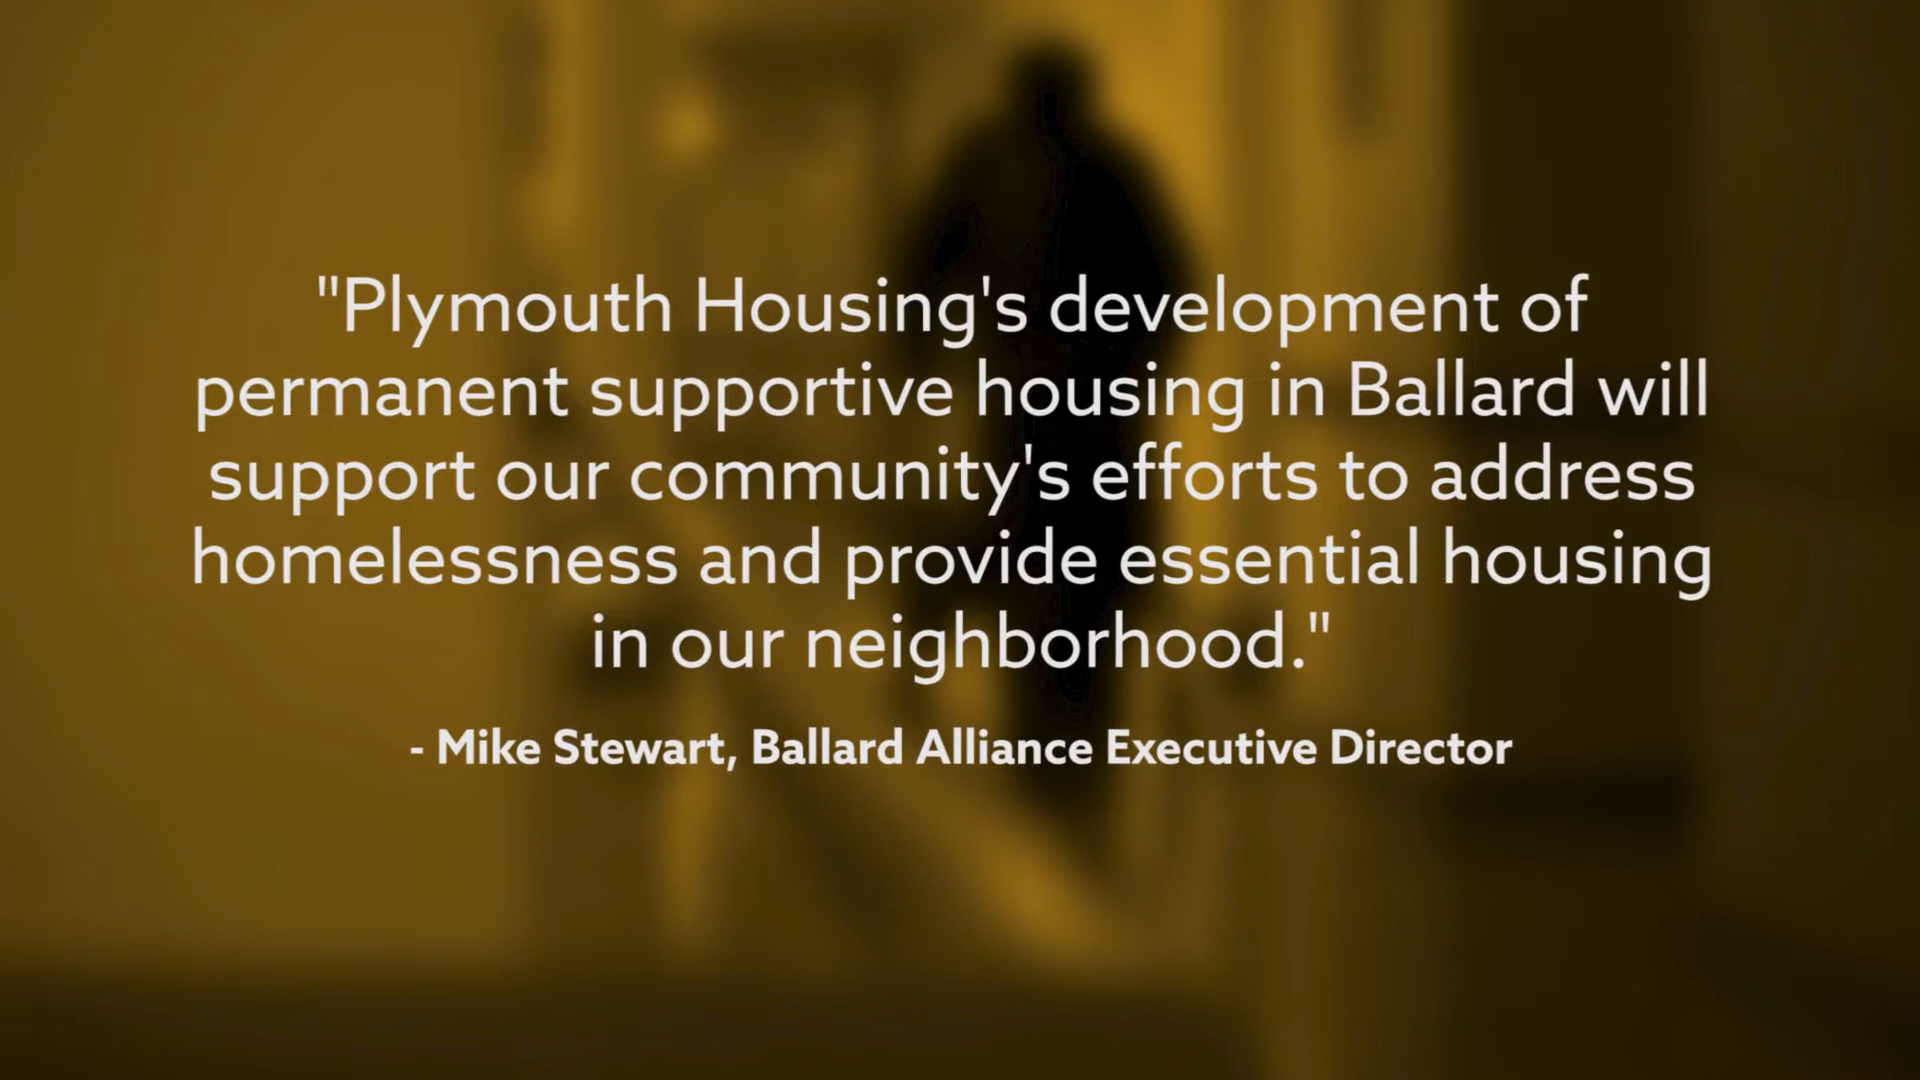 "Plymouth Housing's development of
permanent supportive housing in Ballard will
support our community's efforts to address
homelessness and provide essential housing
in our neighborhood."
- Mike Stewart, Ballard Alliance Executive Director